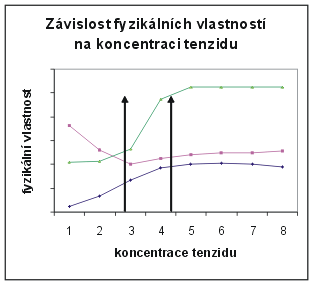 Závislost fyzikálních vlastností
na koncentraci tenzidu
fyzikální vlastnost
1 2 3 4 5 6 7 8
koncentrace tenzidu